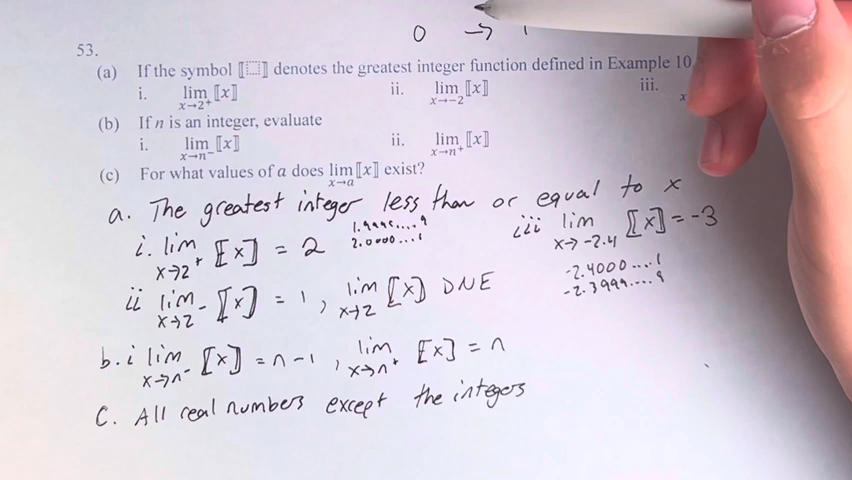 0 →
53.
(a) If the symbol ⟦ ⟧ denotes the greatest integer function defined in Example 10
i. lim x→2⁺ ⟦x⟧ ii. lim x→−2 ⟦x⟧ iii.
x
(b) If n is an integer, evaluate
i. lim x→n⁻ ⟦x⟧ ii. lim x→n⁺ ⟦x⟧
(c) For what values of a does lim x→a ⟦x⟧ exist?
a. The greatest integer less than or equal to x
i. lim x→2⁺ ⟦x⟧ = 2
2.0000...1
iii lim x→-2.4 ⟦x⟧ = -3
-2.4000....1
-2.3999....9
ii lim x→2⁻ ⟦x⟧ = 1, lim x→2 ⟦x⟧ DNE
b. i lim x→n⁻ ⟦x⟧ = n-1, lim x→n⁺ ⟦x⟧ = n
C. All real numbers except the integers